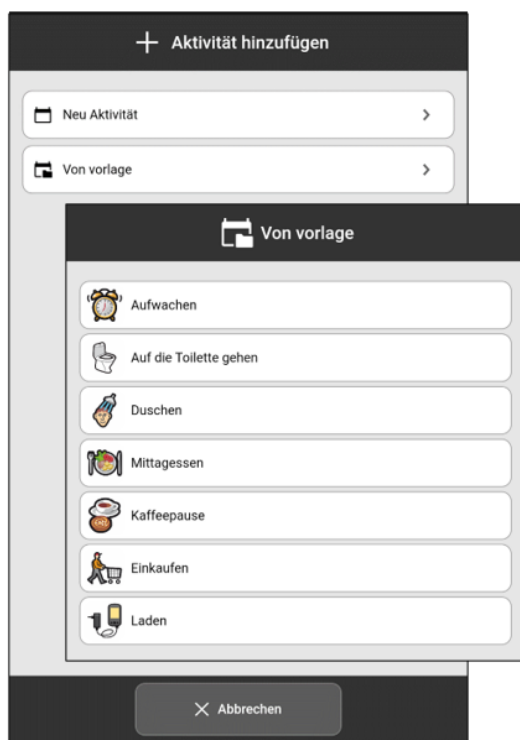 Aktivität hinzufügen
Neu Aktivität
Von vorlage
Von vorlage
Aufwachen
Auf die Toilette gehen
Duschen
Mittagessen
Kaffeepause
Einkaufen
Laden
Abbrechen